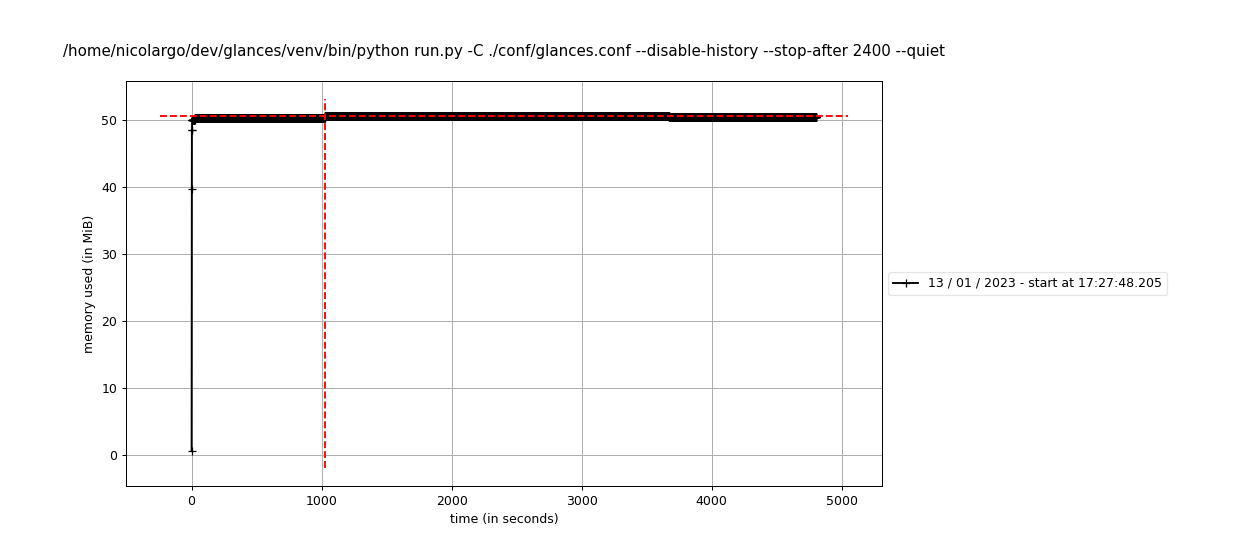 /home/nicolargo/dev/glances/venv/bin/python run.py -C ./conf/glances.conf --disable-history --stop-after 2400 --quiet
50
40
30
20
10
0
memory used (in MiB)
13 / 01 / 2023 - start at 17:27:48.205
0 1000 2000 3000 4000 5000
time (in seconds)